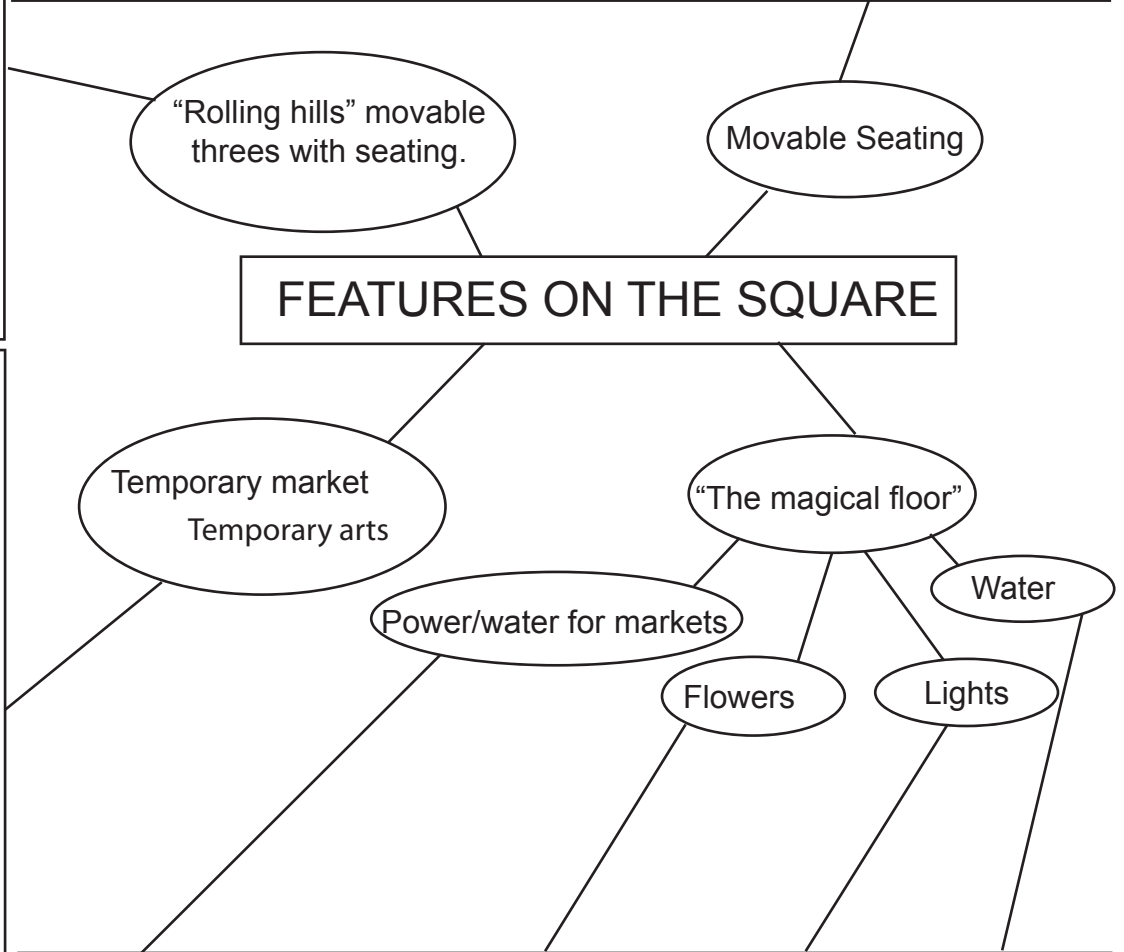 “Rolling hills” movable
threes with seating.
Movable Seating
FEATURES ON THE SQUARE
Temporary market
Temporary arts
“The magical floor”
Water
Power/water for markets
Flowers
Lights